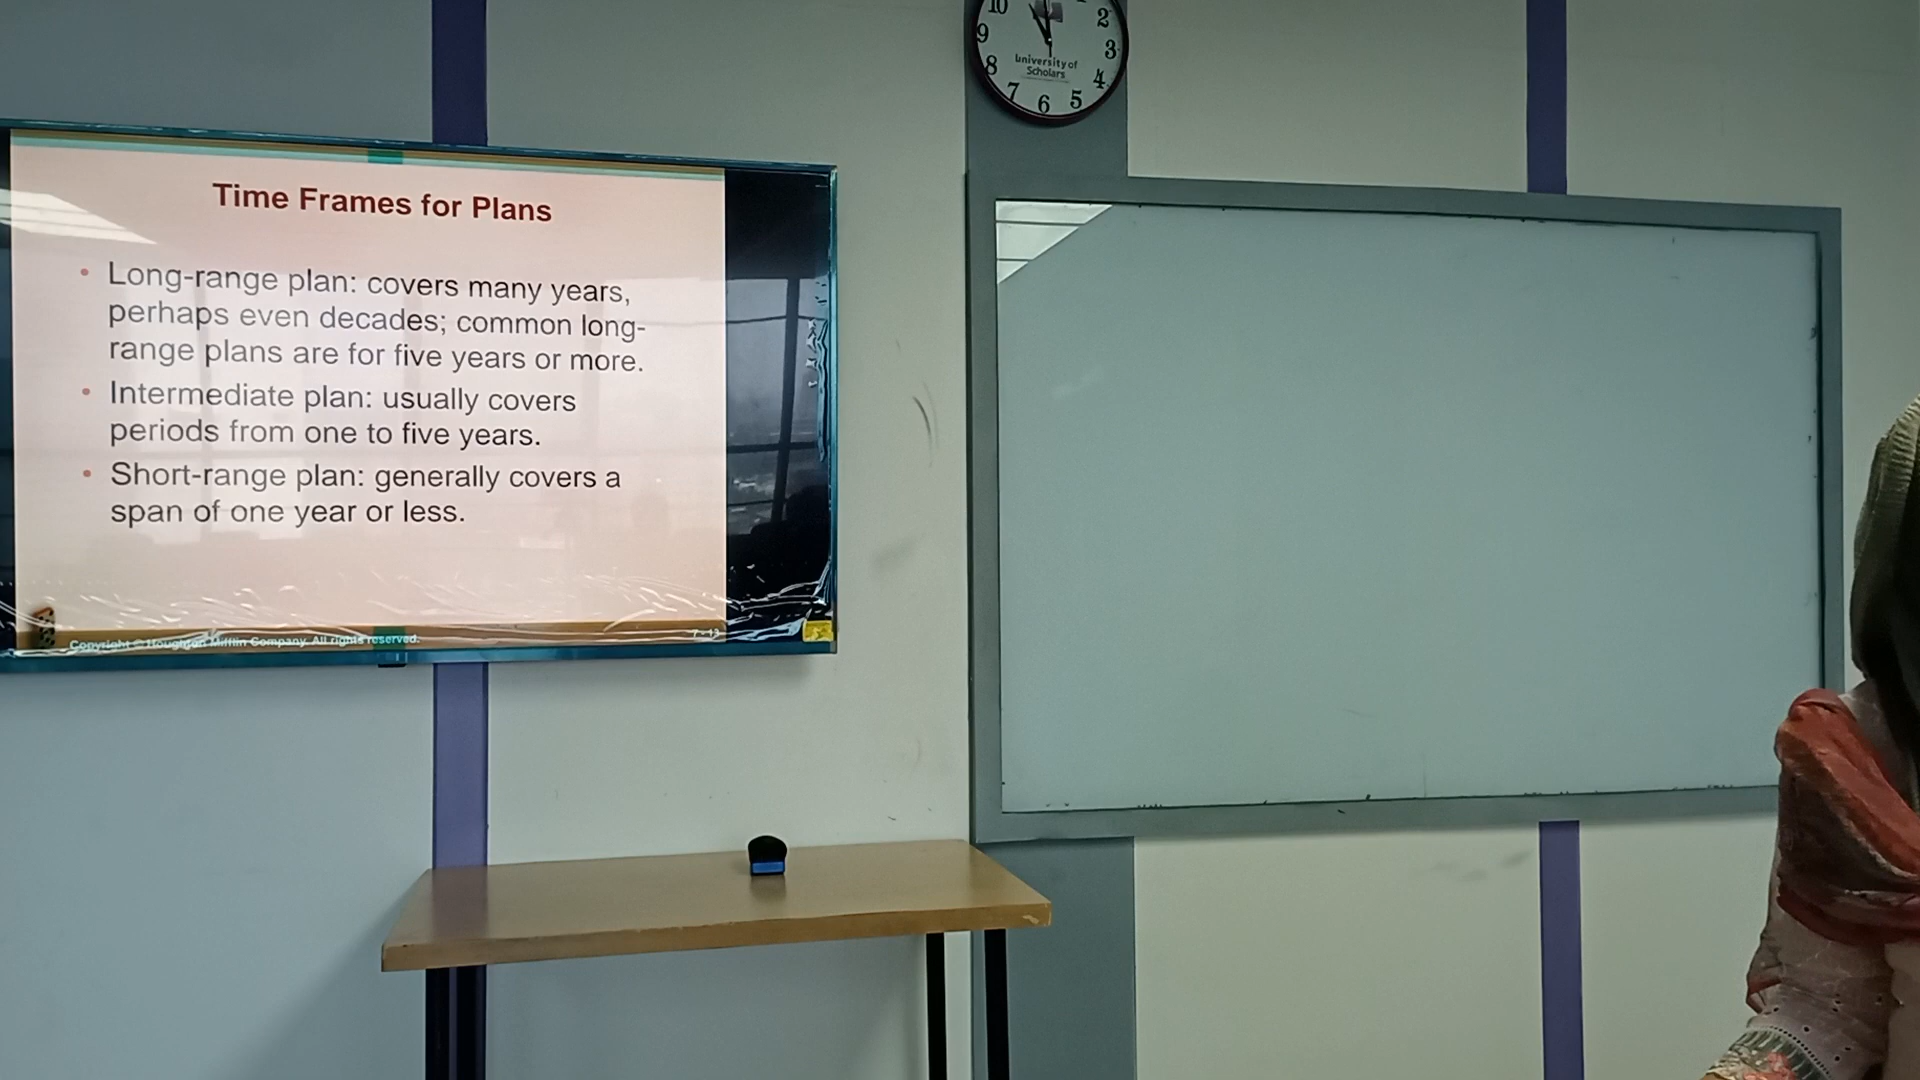 Time Frames for Plans
• Long-range plan: covers many years,
perhaps even decades; common long-
range plans are for five years or more.
• Intermediate plan: usually covers
periods from one to five years.
• Short-range plan: generally covers a
span of one year or less.
Copyright © Houghton Mifflin Company. All rights reserved.
7 - 13
10
2
9
3
8
4
7
6
5
University of
Scholars